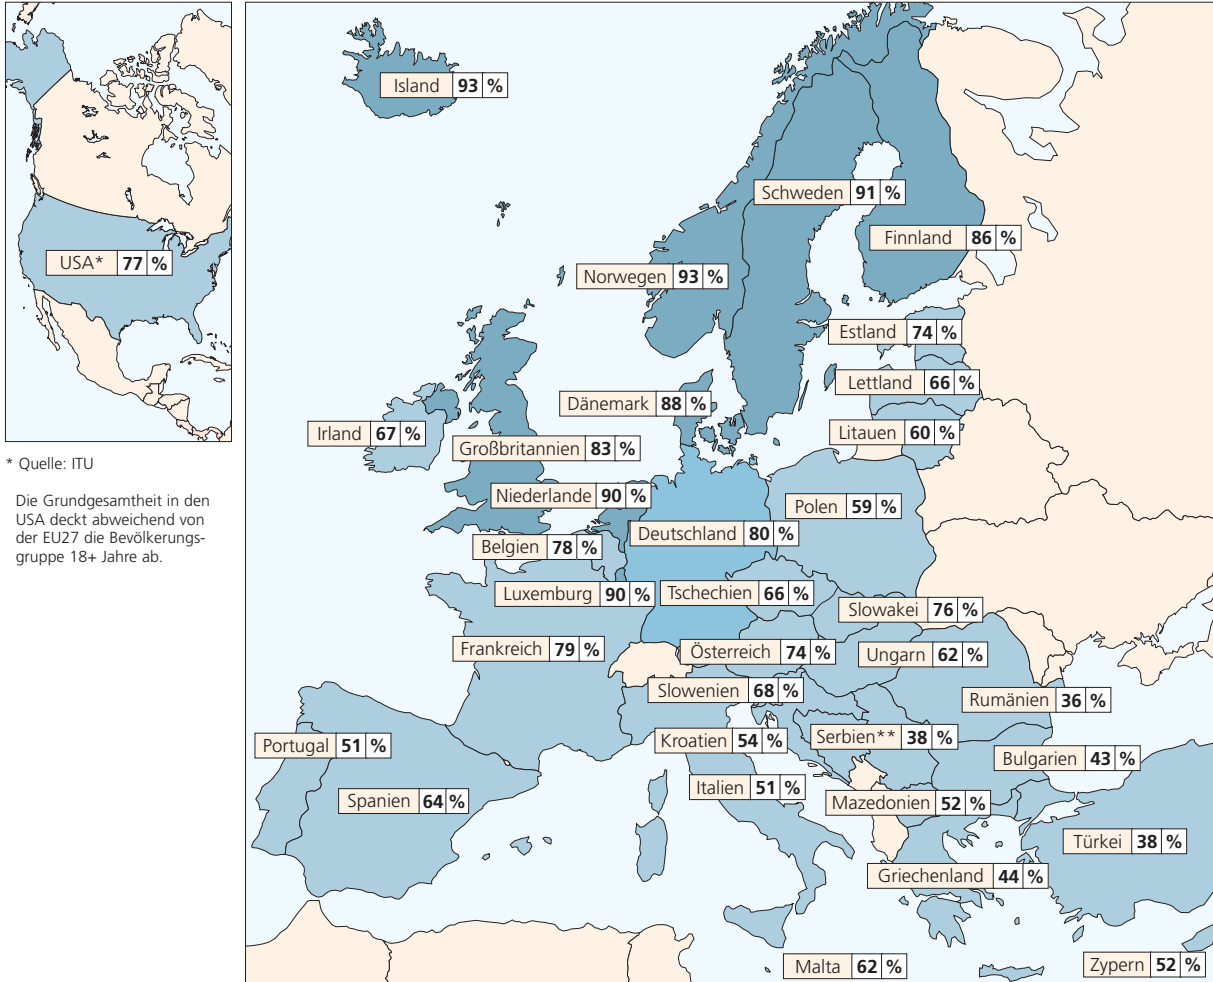 Island 93 %
Schweden 91 %
Finnland 86 %
USA* 77 %
Norwegen 93 %
Estland 74 %
Lettland 66 %
Dänemark 88 %
Irland 67 %
Litauen 60 %
Großbritannien 83 %
* Quelle: ITU
Die Grundgesamtheit in den
USA deckt abweichend von
der EU27 die Bevölkerungs-
gruppe 18+ Jahre ab.
Niederlande 90 %
Polen 59 %
Deutschland 80 %
Belgien 78 %
Luxemburg 90 %
Tschechien 66 %
Slowakei 76 %
Frankreich 79 %
Österreich 74 %
Ungarn 62 %
Slowenien 68 %
Rumänien 36 %
Portugal 51 %
Kroatien 54 %
Serbien** 38 %
Bulgarien 43 %
Spanien 64 %
Italien 51 %
Mazedonien 52 %
Türkei 38 %
Griechenland 44 %
Malta 62 %
Zypern 52 %